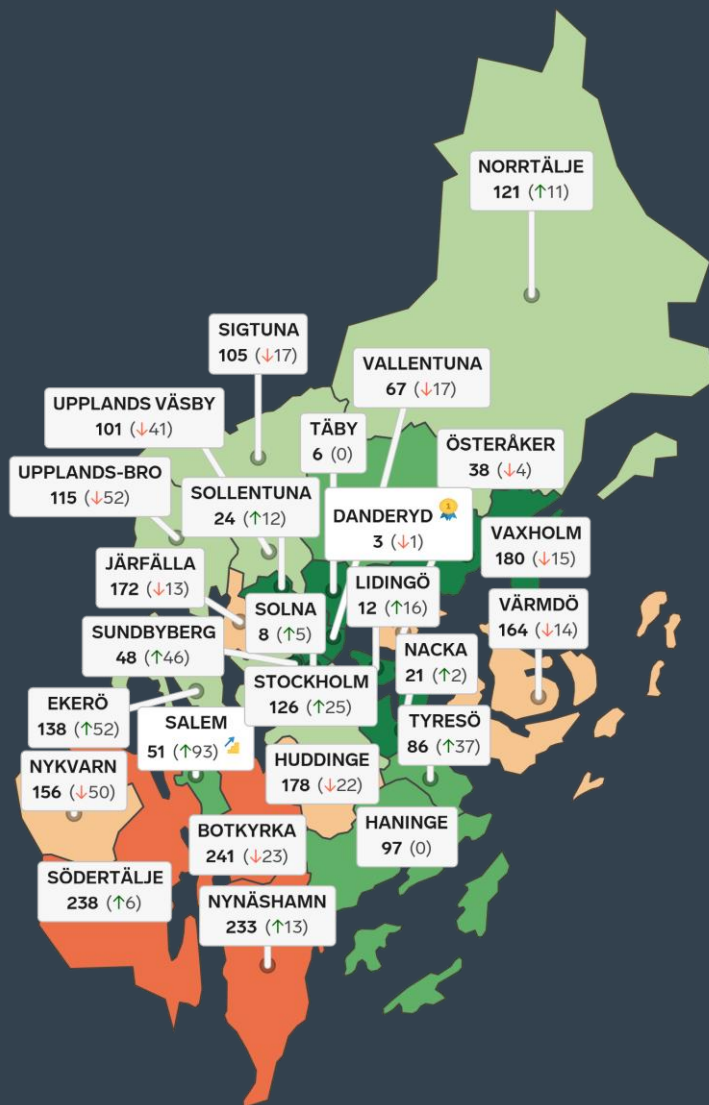 NORRTÄLJE
121 (↑11)
SIGTUNA
105 (↓17)
VALLENTUNA
67 (↓17)
UPPLANDS VÄSBY
101 (↓41)
TÄBY
6 (0)
ÖSTERÅKER
38 (↓4)
UPPLANDS-BRO
115 (↓52)
SOLLENTUNA
24 (↑12)
DANDERYD
3 (↓1)
1
VAXHOLM
180 (↓15)
JÄRFÄLLA
172 (↓13)
LIDINGÖ
12 (↑16)
SOLNA
8 (↑5)
VÄRMDÖ
164 (↓14)
SUNDBYBERG
48 (↑46)
NACKA
21 (↑2)
STOCKHOLM
126 (↑25)
EKERÖ
138 (↑52)
SALEM
51 (↑93)
TYRESÖ
86 (↑37)
NYKVARN
156 (↓50)
HUDDINGE
178 (↓22)
HANINGE
97 (0)
BOTKYRKA
241 (↓23)
SÖDERTÄLJE
238 (↑6)
NYNÄSHAMN
233 (↑13)